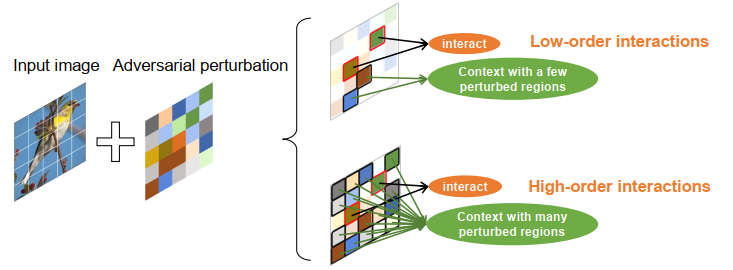 Input image
Adversarial perturbation
interact
Low-order interactions
Context with a few
perturbed regions
interact
High-order interactions
Context with many
perturbed regions